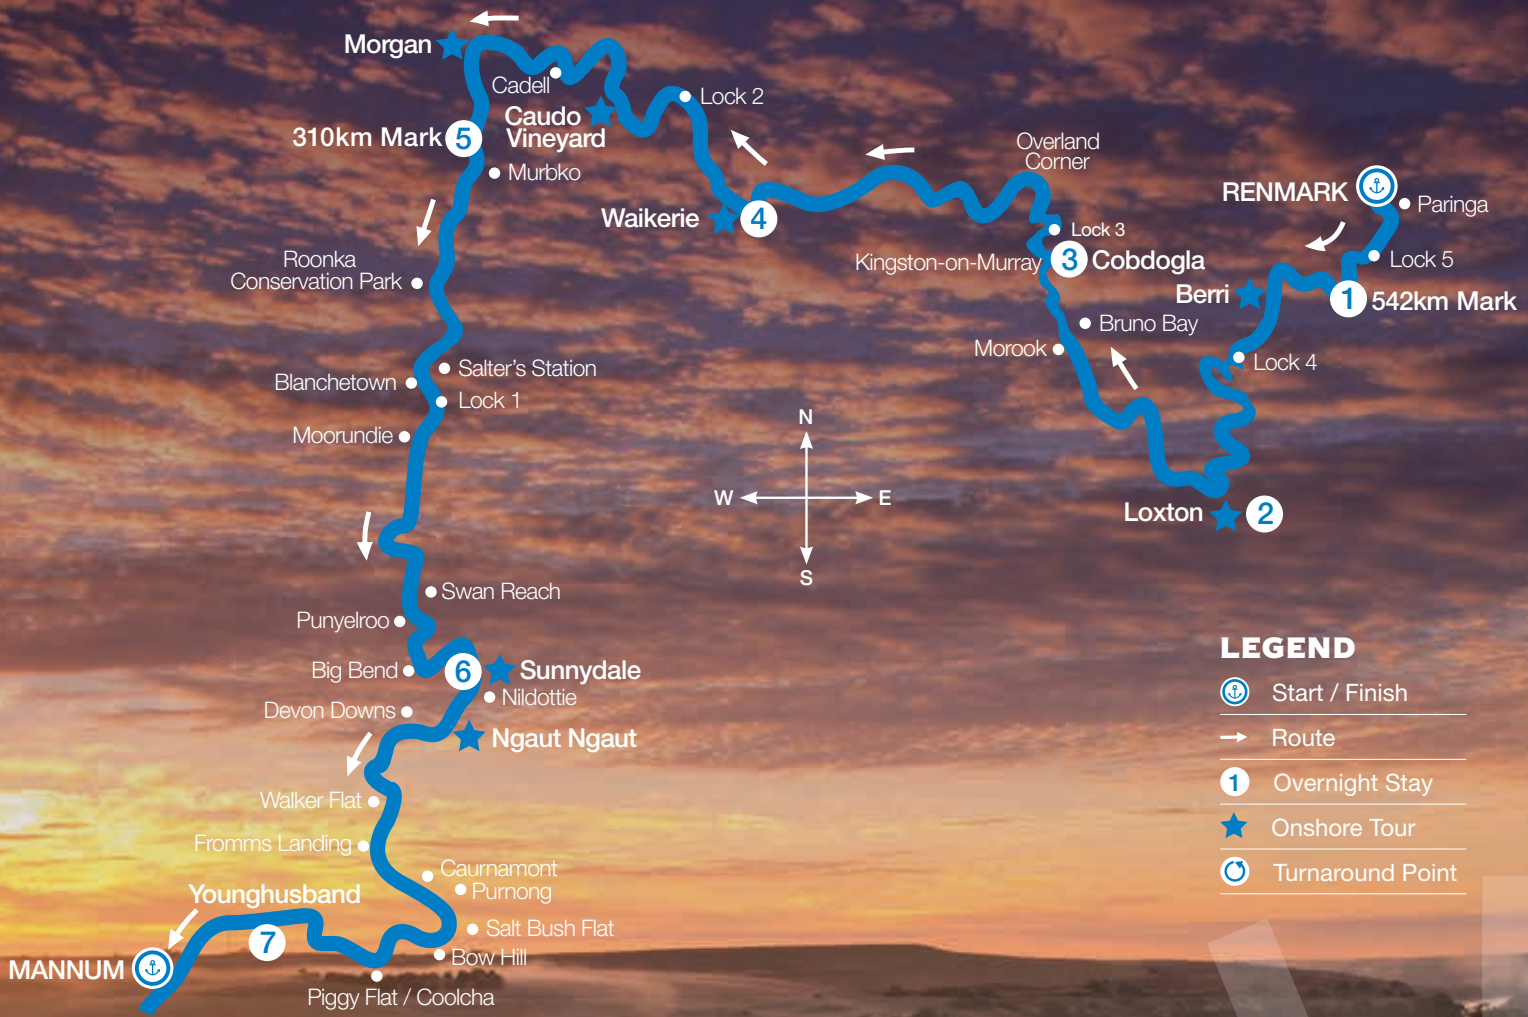 Morgan
Cadell
Caudo
Vineyard
Lock 2
310km Mark 5
Murbko
Waikerie
4
Overland
Corner
RENMARK
Paringa
Lock 3
Kingston-on-Murray
3 Cobdogla
Lock 5
Berri
1 542km Mark
Bruno Bay
Morook
Lock 4
Roonka
Conservation Park
Salter's Station
Blanchetown
Lock 1
Moorundie
N
W
E
S
Loxton
2
Swan Reach
Punyelroo
Big Bend
6
Sunnydale
Nildottie
Devon Downs
Ngaut Ngaut
Walker Flat
Fromms Landing
Caurnamont
Purnong
Younghusband
Salt Bush Flat
7
Bow Hill
MANNUM
Piggy Flat / Coolcha
LEGEND
Start / Finish
Route
1 Overnight Stay
Onshore Tour
Turnaround Point